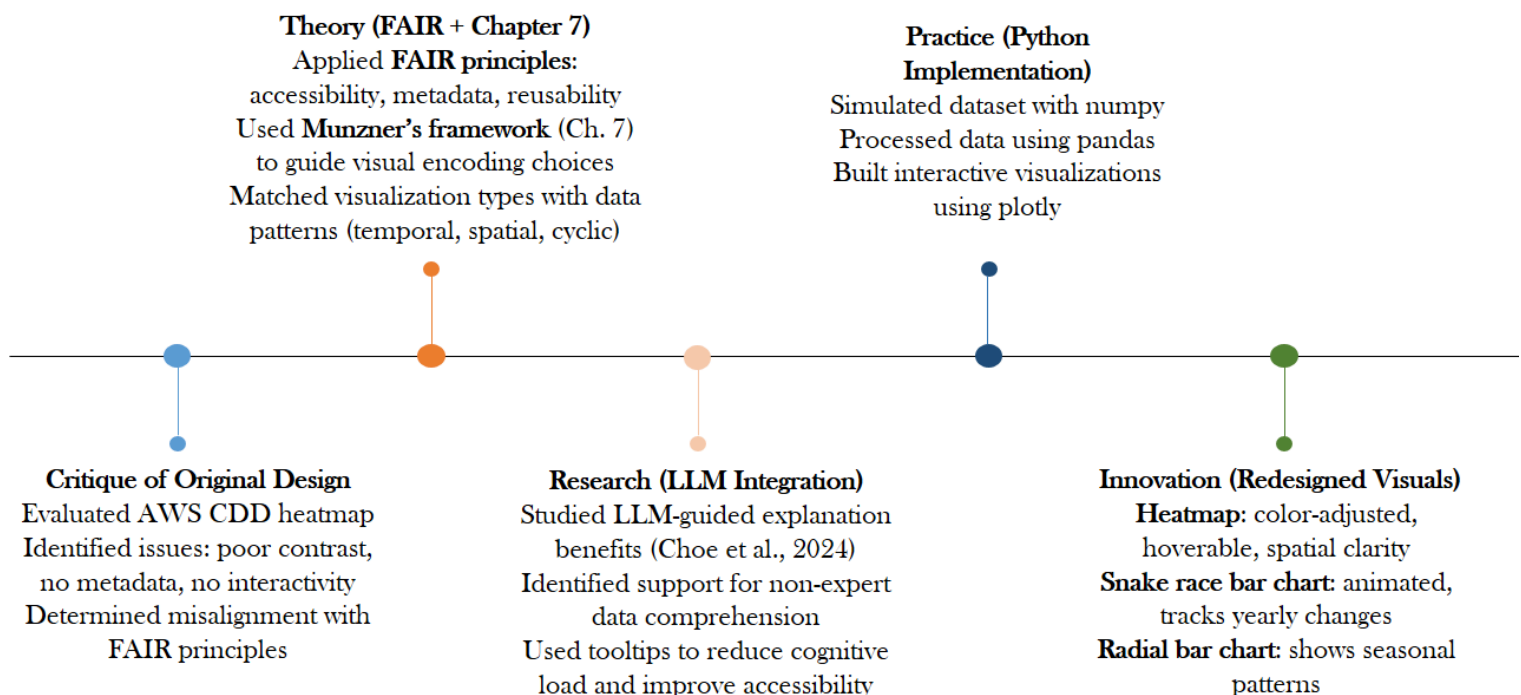 Theory (FAIR + Chapter 7)
Applied FAIR principles:
accessibility, metadata, reusability
Used Munzner’s framework (Ch. 7)
to guide visual encoding choices
Matched visualization types with data
patterns (temporal, spatial, cyclic)
Practice (Python
Implementation)
Simulated dataset with numpy
Processed data using pandas
Built interactive visualizations
using plotly
Critique of Original Design
Evaluated AWS CDD heatmap
Identified issues: poor contrast,
no metadata, no interactivity
Determined misalignment with
FAIR principles
Research (LLM Integration)
Studied LLM-guided explanation
benefits (Choe et al., 2024)
Identified support for non-expert
data comprehension
Used tooltips to reduce cognitive
load and improve accessibility
Innovation (Redesigned Visuals)
Heatmap: color-adjusted,
hoverable, spatial clarity
Snake race bar chart: animated,
tracks yearly changes
Radial bar chart: shows seasonal
patterns